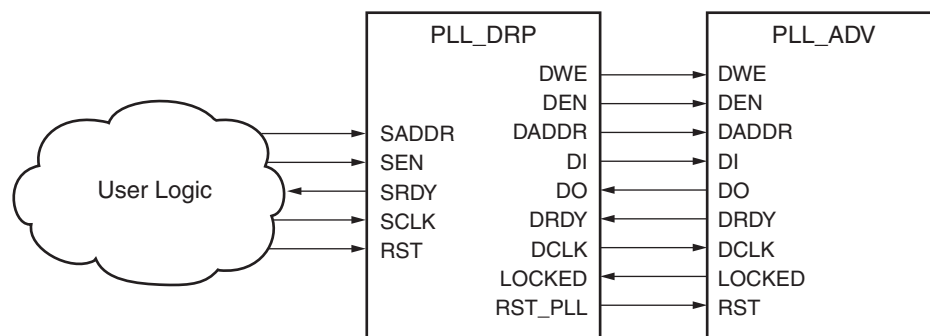 PLL_DRP
PLL_ADV
DWE
DWE
DEN
DEN
SADDR
DADDR
DADDR
SEN
DI
DI
User Logic
SRDY
DO
DO
SCLK
DRDY
DRDY
RST
DCLK
DCLK
LOCKED
LOCKED
RST_PLL
RST